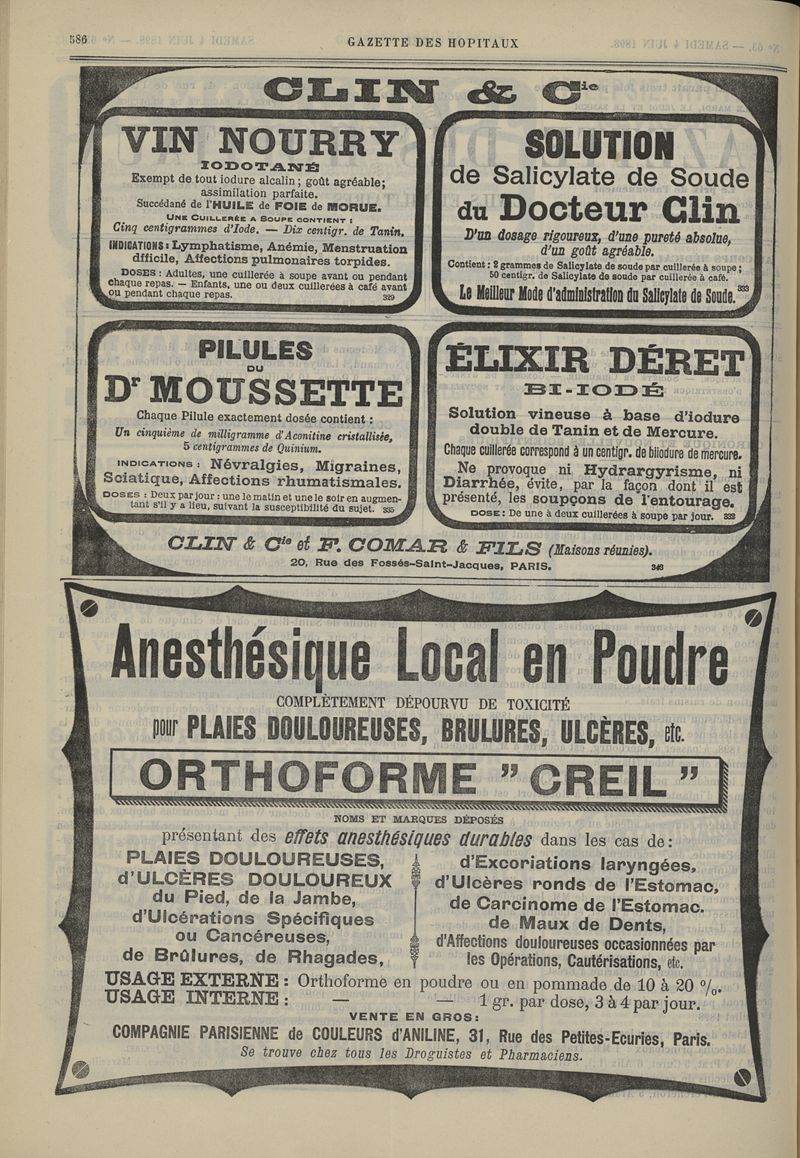 586
GAZETTE DES HOPITAUX
CLIN & Cie
VIN NOURRY
IODOTANÉ
Exempt de tout iodure alcalin; goût agréable;
assimilation parfaite.
Succédané de l'HUILE de FOIE de MORUE.
UNE CUILLERÉE A SOUPE CONTIENT :
Cinq centigrammes d'Iode. — Dix centigr. de Tanin.
INDICATIONS : Lymphatisme, Anémie, Menstruation
dfficile, Affections pulmonaires torpides.
DOSES : Adultes, une cuillerée à soupe avant ou pendant
chaque repas. — Enfants, une ou deux cuillerées à café avant
ou pendant chaque repas. 329
SOLUTION
de Salicylate de Soude
du Docteur Clin
D'un dosage rigoureux, d'une pureté absolue,
d'un goût agréable.
Contient : 2 grammes de Salicylate de soude par cuillerée à soupe;
50 centigr. de Salicylate de soude par cuillerée à café.
Le Meilleur Mode d'administration du Salicylate de Soude. 333
PILULES
DU
Dr MOUSSETTE
Chaque Pilule exactement dosée contient :
Un cinquième de milligramme d'Aconitine cristallisée,
5 centigrammes de Quinium.
INDICATIONS : Névralgies, Migraines,
Sciatique, Affections rhumatismales.
DOSES : Deux par jour : une le matin et une le soir en augmen-
tant s'il y a lieu, suivant la susceptibilité du sujet. 335
ÉLIXIR DÉRET
BI-IODÉ
Solution vineuse à base d'iodure
double de Tanin et de Mercure.
Chaque cuillerée correspond à un centigr. de biiodure de mercure.
Ne provoque ni Hydrargyrisme, ni
Diarrhée, évite, par la façon dont il est
présenté, les soupçons de l'entourage.
DOSE : De une à deux cuillerées à soupe par jour. 332
CLIN & Cie et F. COMAR & FILS (Maisons réunies).
20, Rue des Fossés-Saint-Jacques, PARIS. 343
Anesthésique Local en Poudre
COMPLÈTEMENT DÉPOURVU DE TOXICITÉ
pour PLAIES DOULOUREUSES, BRULURES, ULCÈRES, etc.
ORTHOFORME " CREIL "
NOMS ET MARQUES DÉPOSÉS
présentant des effets anesthésiques durables dans les cas de :
PLAIES DOULOUREUSES,
d'ULCÈRES DOULOUREUX
du Pied, de la Jambe,
d'Ulcérations Spécifiques
ou Cancéreuses,
de Brûlures, de Rhagades,
d'Excoriations laryngées,
d'Ulcères ronds de l'Estomac,
de Carcinome de l'Estomac.
de Maux de Dents,
d'Affections douloureuses occasionnées par
les Opérations, Cautérisations, etc.
USAGE EXTERNE : Orthoforme en poudre ou en pommade de 10 à 20 %.
USAGE INTERNE : — — 1 gr. par dose, 3 à 4 par jour.
VENTE EN GROS :
COMPAGNIE PARISIENNE de COULEURS d'ANILINE, 31, Rue des Petites-Ecuries, Paris.
Se trouve chez tous les Droguistes et Pharmaciens.